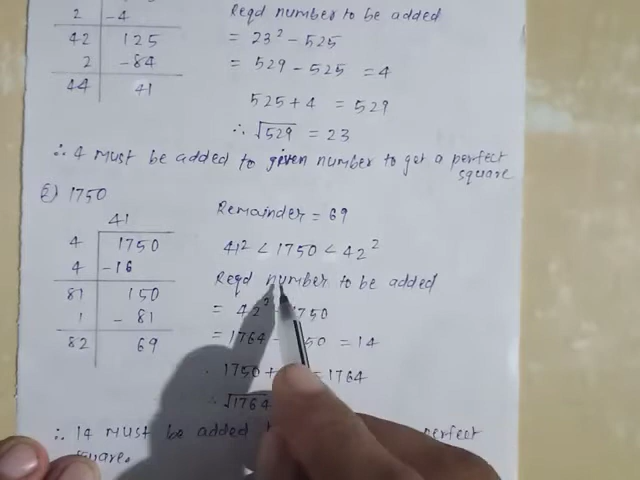 2 -4
42 125
2 -84
44 41
Reqd number to be added
= 23² - 525
= 529 - 525 = 4
525 + 4 = 529
∴ √529 = 23
∴ 4 must be added to given number to get a perfect
square
1750
41
4 1750
4 -16
81 150
1 - 81
82 69
Remainder = 69
41² < 1750 < 42²
Reqd number to be added
= 42² 1750
= 1764 - 50 = 14
1750 + = 1764
∴ √1764
∴ 14 must be added perfect
square.